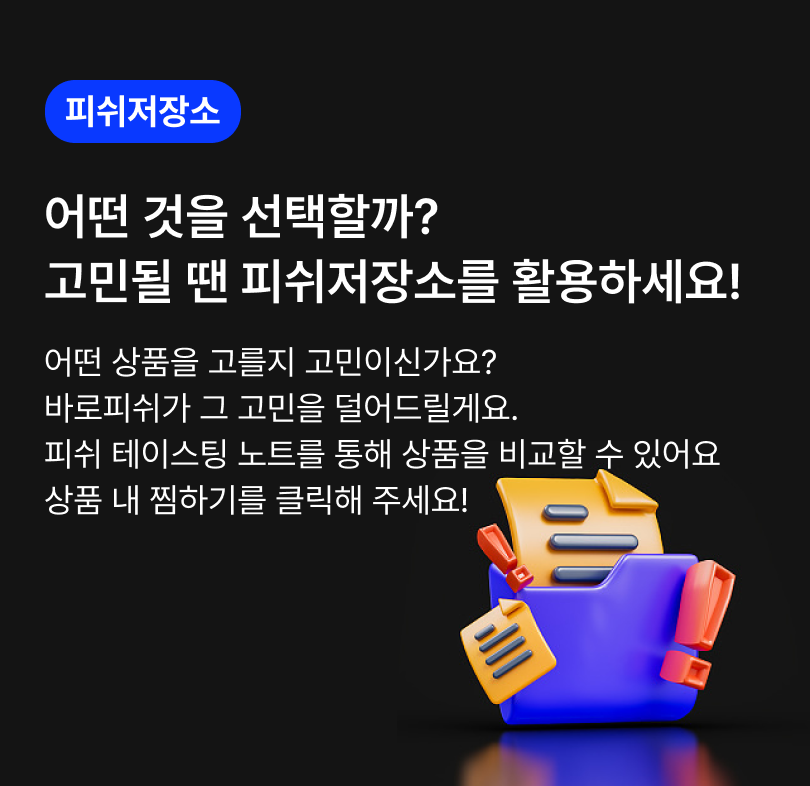 피쉬저장소
어떤 것을 선택할까?
고민될 땐 피쉬저장소를 활용하세요!
어떤 상품을 고를지 고민이신가요?
바로피쉬가 그 고민을 덜어드릴게요.
피쉬 테이스팅 노트를 통해 상품을 비교할 수 있어요
상품 내 찜하기를 클릭해 주세요!